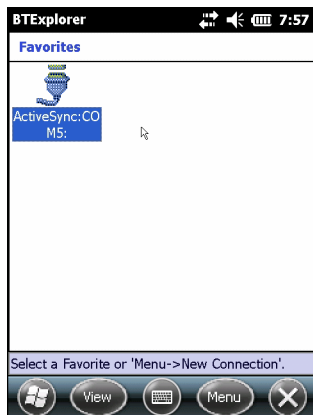 BTExplorer 7:57
Favorites
ActiveSync:CO
M5:
Select a Favorite or 'Menu->New Connection'.
View Menu